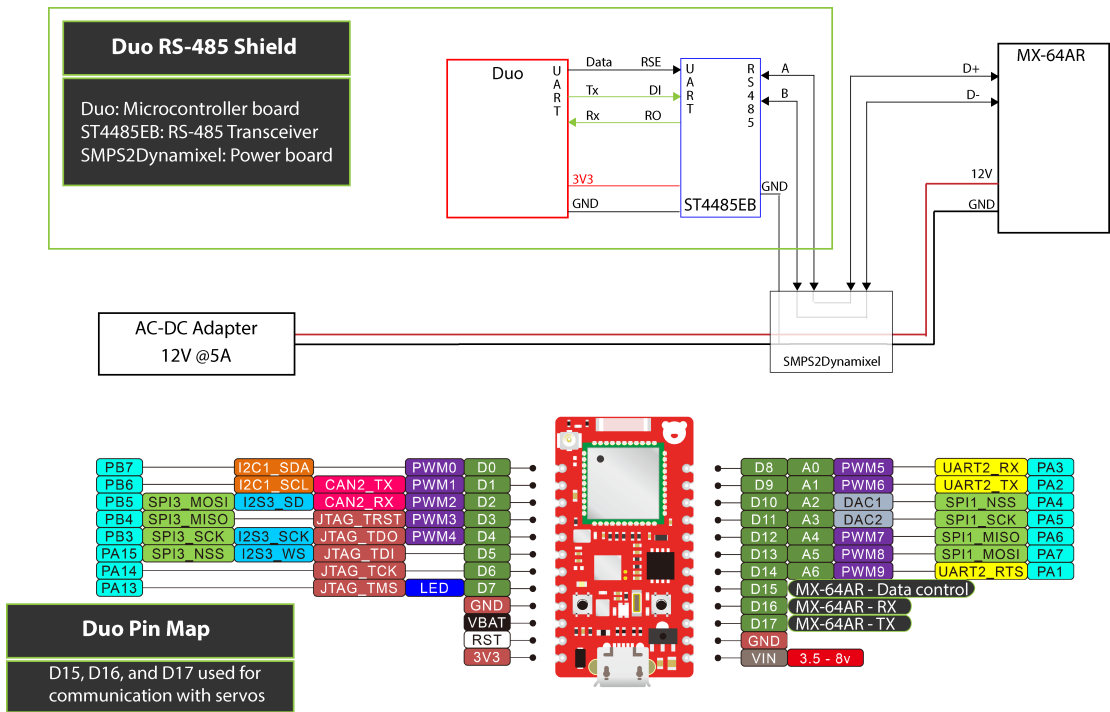 Duo RS-485 Shield
Duo: Microcontroller board
ST4485EB: RS-485 Transceiver
SMPS2Dynamixel: Power board
Duo
UART
Data RSE
Tx DI
Rx RO
3V3
GND
UART
RS485
ST4485EB
A
B
GND
MX-64AR
D+
D-
12V
GND
AC-DC Adapter
12V @5A
SMPS2Dynamixel
PB7 I2C1_SDA PWM0 D0
PB6 I2C1_SCL CAN2_TX PWM1 D1
PB5 SPI3_MOSI I2S3_SD CAN2_RX PWM2 D2
PB4 SPI3_MISO JTAG_TRST PWM3 D3
PB3 SPI3_SCK I2S3_SCK JTAG_TDO PWM4 D4
PA15 SPI3_NSS I2S3_WS JTAG_TDI D5
PA14 JTAG_TCK D6
PA13 JTAG_TMS LED D7
GND
VBAT
RST
3V3
D8 A0 PWM5 UART2_RX PA3
D9 A1 PWM6 UART2_TX PA2
D10 A2 DAC1 SPI1_NSS PA4
D11 A3 DAC2 SPI1_SCK PA5
D12 A4 PWM7 SPI1_MISO PA6
D13 A5 PWM8 SPI1_MOSI PA7
D14 A6 PWM9 UART2_RTS PA1
D15 MX-64AR - Data control
D16 MX-64AR - RX
D17 MX-64AR - TX
GND
VIN 3.5 - 8v
Duo Pin Map
D15, D16, and D17 used for
communication with servos